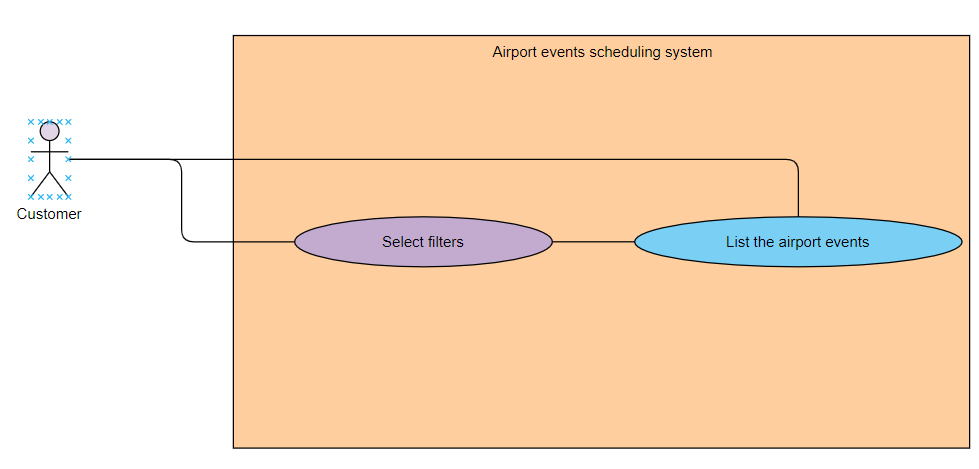 Airport events scheduling system
Customer
Select filters
List the airport events